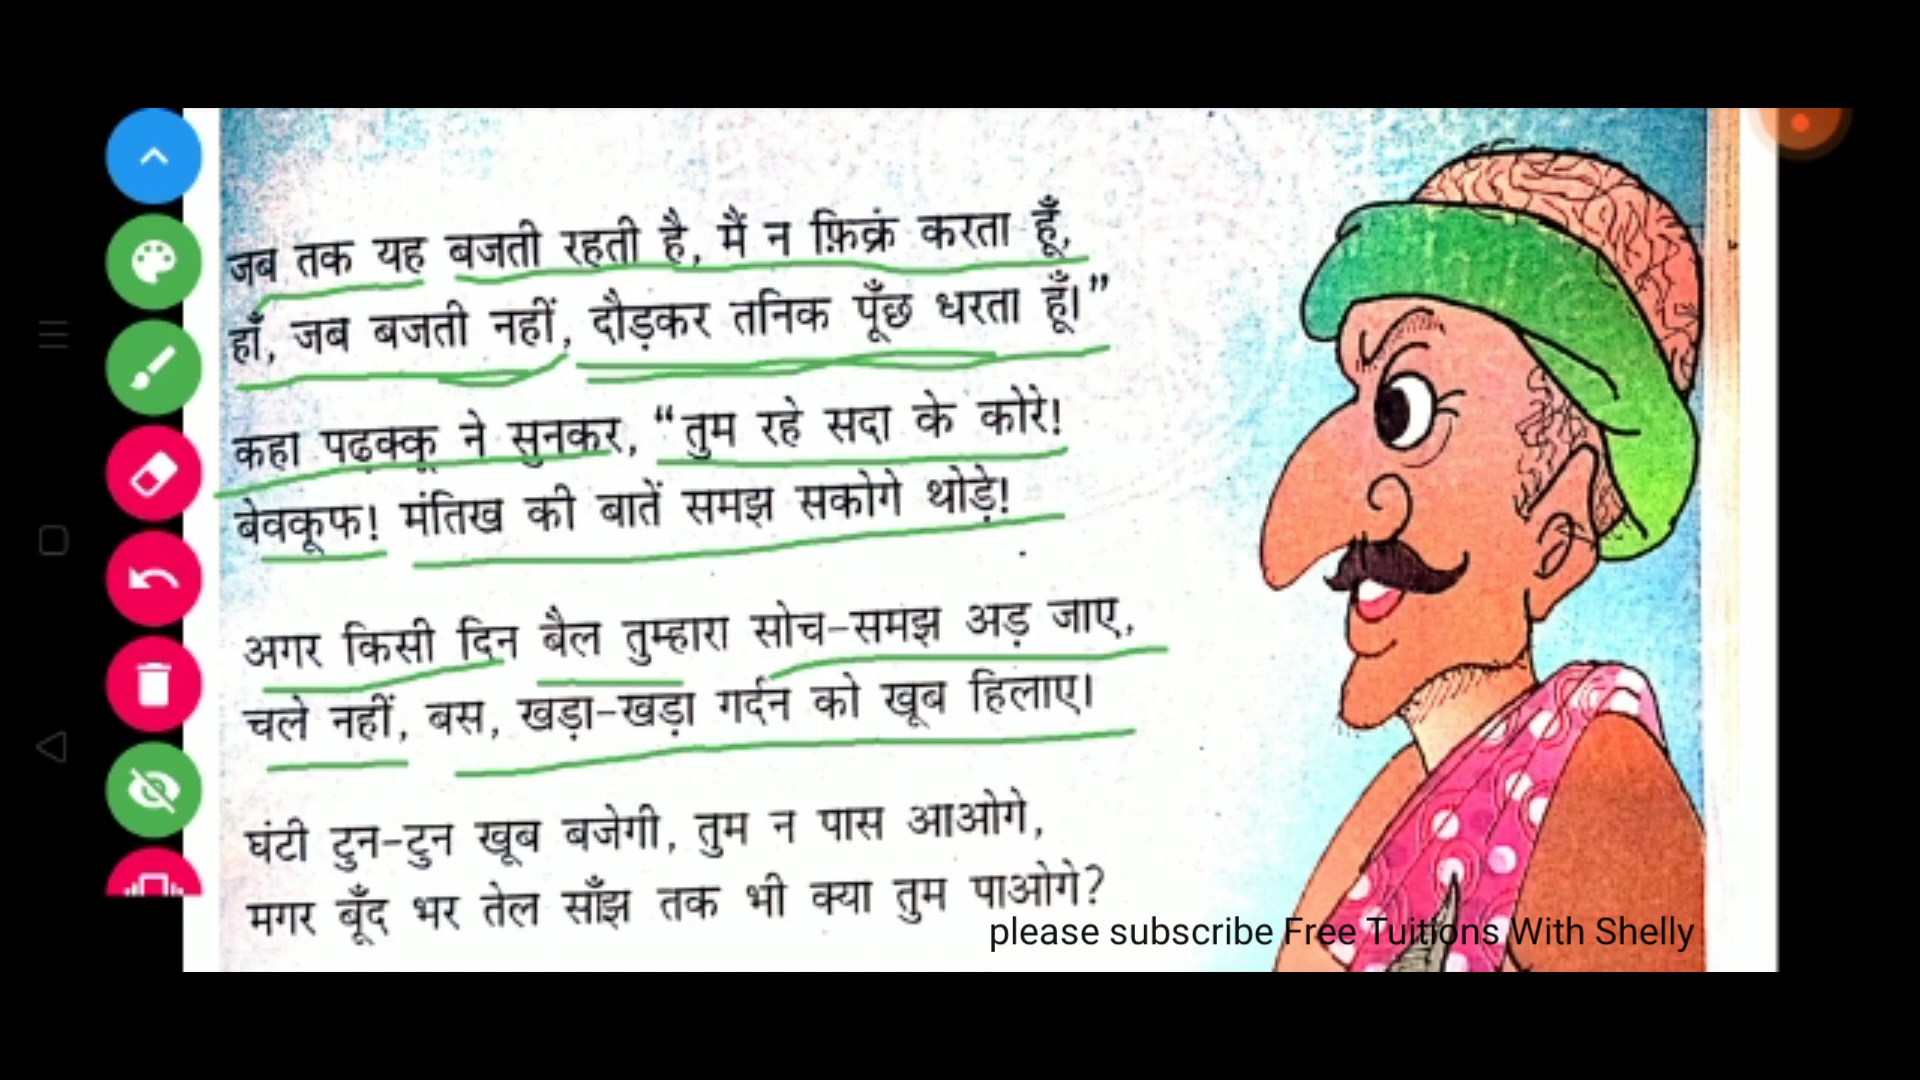 जब तक यह बजती रहती है, मैं न फ़िक्रं करता हूँ,
हाँ, जब बजती नहीं, दौड़कर तनिक पूँछ धरता हूँ।”
कहा पढ़क्कू ने सुनकर, “तुम रहे सदा के कोरे!
बेवकूफ! मंतिख की बातें समझ सकोगे थोड़े!
अगर किसी दिन बैल तुम्हारा सोच-समझ अड़ जाए,
चले नहीं, बस, खड़ा-खड़ा गर्दन को खूब हिलाए।
घंटी टुन-टुन खूब बजेगी, तुम न पास आओगे,
मगर बूँद भर तेल साँझ तक भी क्या तुम पाओगे?
please subscribe Free Tuitions With Shelly